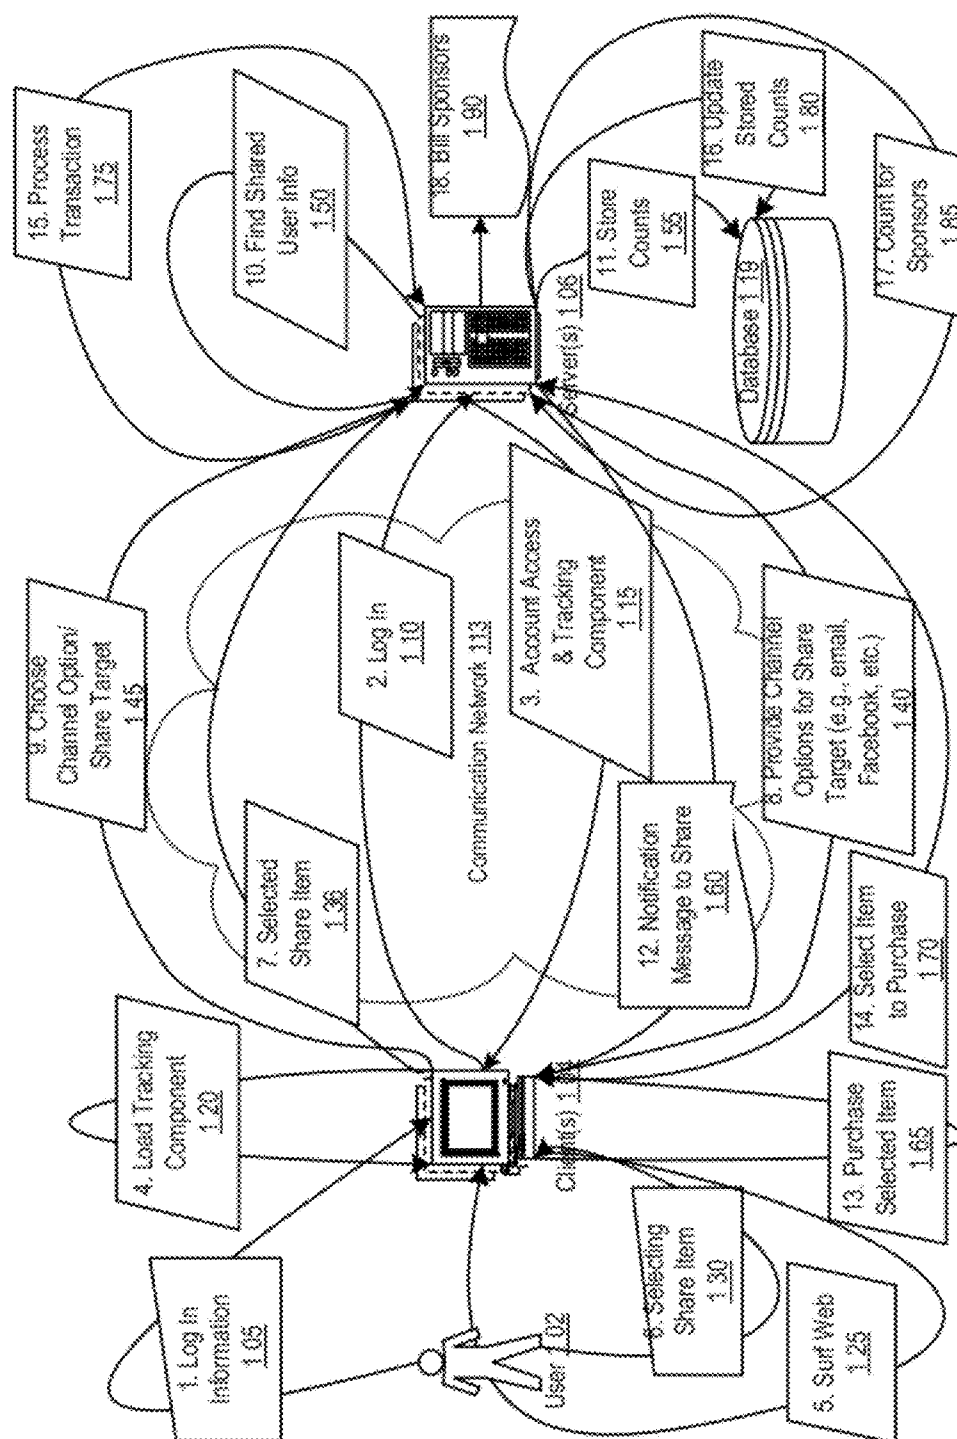 1. Log In
Information
1.05
User 1.02
5. Surf Web
1.25
6. Selecting
Share Item
1.30
4. Load Tracking
Component
1.20
Client(s)
13. Purchase
Selected Item
1.65
14. Select Item
to Purchase
1.70
7. Selected
Share Item
1.36
12. Notification
Message to Share
1.60
9. Choose
Channel Option/
Share Target
1.45
2. Log In
1.10
Communication Network 113
3. Account Access
& Tracking
Component
1.15
8. Provide Channel
Options for Share
Target (e.g., email,
Facebook, etc.)
1.40
15. Process
Transaction
1.75
10. Find Shared
User Info
1.50
Server(s) 1.06
18. Bill Sponsors
1.90
11. Store
Counts
1.55
16. Update
Stored
Counts
1.80
Database 1.19
17. Count for
Sponsors
1.85